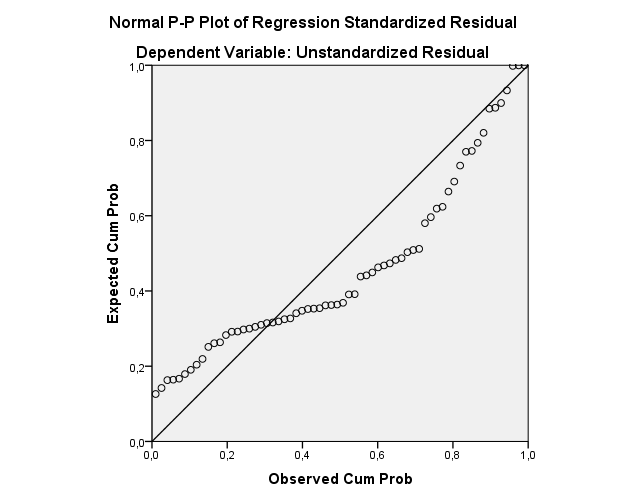 Normal P-P Plot of Regression Standardized Residual
Dependent Variable: Unstandardized Residual
1,0
0,8
0,6
0,4
0,2
0,0
Expected Cum Prob
0,0 0,2 0,4 0,6 0,8 1,0
Observed Cum Prob